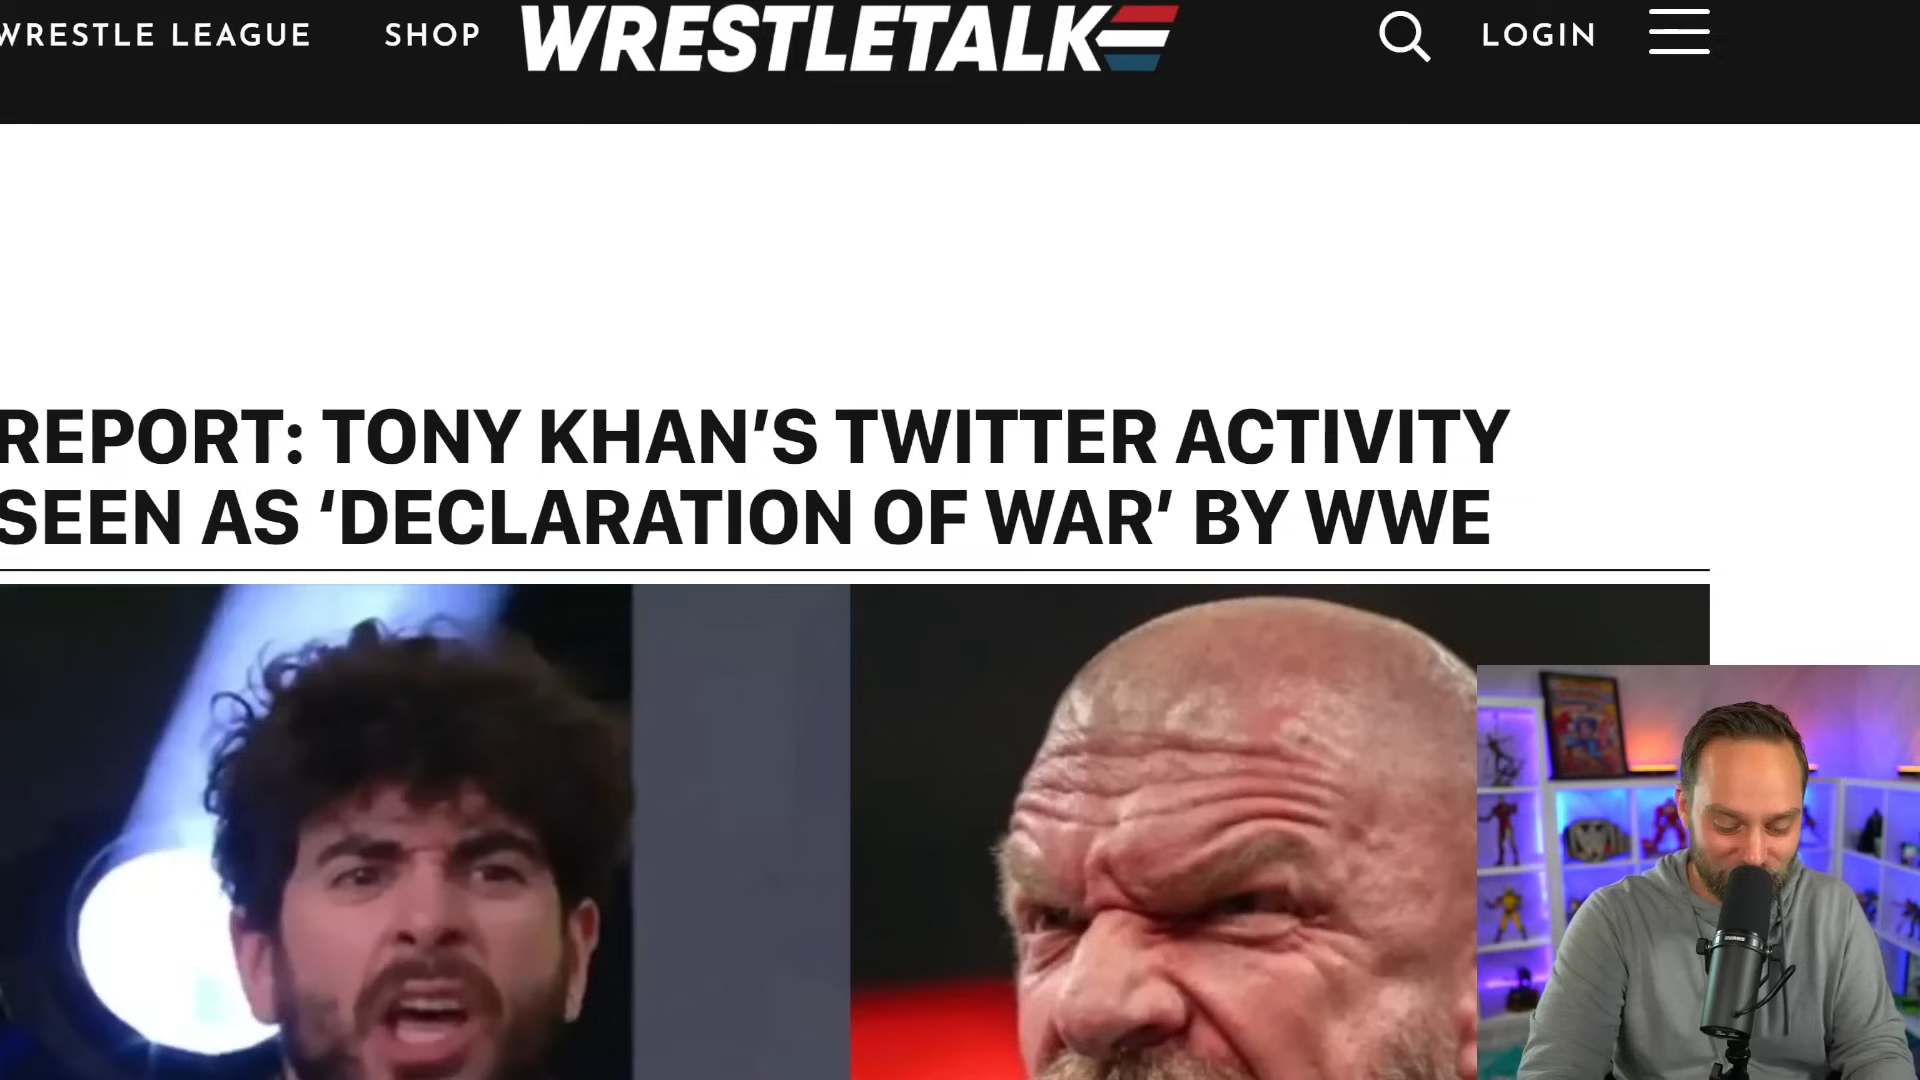 WRESTLE LEAGUE SHOP WRESTLETALK LOGIN
REPORT: TONY KHAN’S TWITTER ACTIVITY
SEEN AS ‘DECLARATION OF WAR’ BY WWE